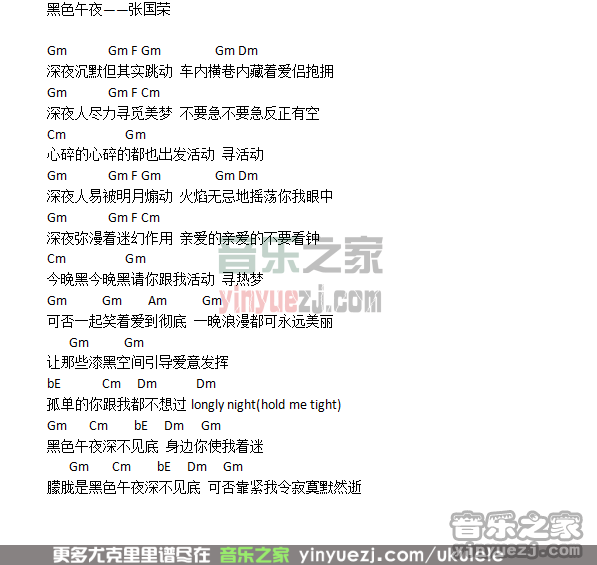 黑色午夜——张国荣
Gm Gm F Gm Gm Dm
深夜沉默但其实跳动 车内横巷内藏着爱侣抱拥
Gm Gm F Cm
深夜人尽力寻觅美梦 不要急不要急反正有空
Cm Gm
心碎的心碎的都也出发活动 寻活动
Gm Gm F Gm Gm Dm
深夜人易被明月煽动 火焰无忌地摇荡你我眼中
Gm Gm F Cm
深夜弥漫着迷幻作用 亲爱的亲爱的不要看钟
Cm Gm
今晚黑今晚黑请你跟我活动 寻热梦
Gm Gm Am Gm
可否一起笑着爱到彻底 一晚浪漫都可永远美丽
Gm Gm
让那些漆黑空间引导爱意发挥
bE Cm Dm Dm
孤单的你跟我都不想过 longly night(hold me tight)
Gm Cm bE Dm Gm
黑色午夜深不见底 身边你使我着迷
Gm Cm bE Dm Gm
朦胧是黑色午夜深不见底 可否靠紧我令寂寞默然逝
音乐之家
yinyuezj.com
音乐之家
yinyuezj.com
更多尤克里里谱尽在 音乐之家 yinyuezj.com/ukulele